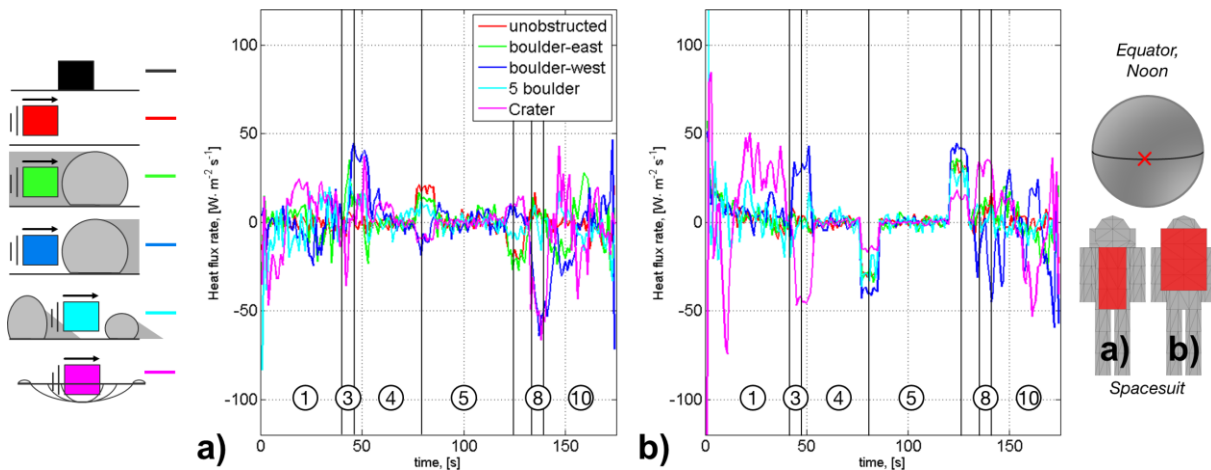 100
50
0
-50
-100
Heat flux rate, [W· m⁻² s⁻¹]
unobstructed
boulder-east
boulder-west
5 boulder
Crater
1 3 4 5 8 10
0 50 100 150
time, [s]
a)
100
50
0
-50
-100
Heat flux rate, [W· m⁻² s⁻¹]
1 3 4 5 8 10
0 50 100 150
time, [s]
b)
Equator,
Noon
a) b)
Spacesuit